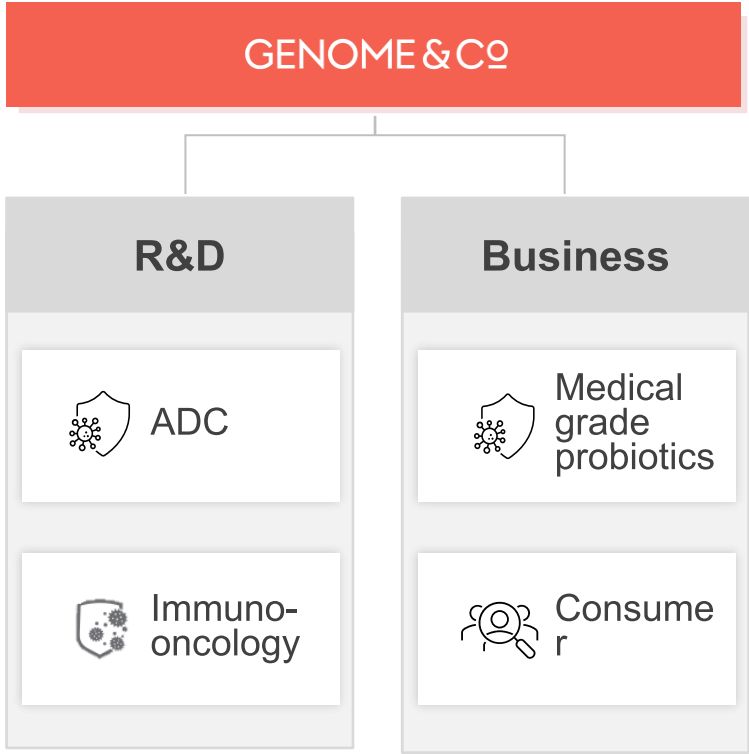 GENOME & Cº
R&D
Business
ADC
Medical
grade
probiotics
Immuno-
oncology
Consume
r